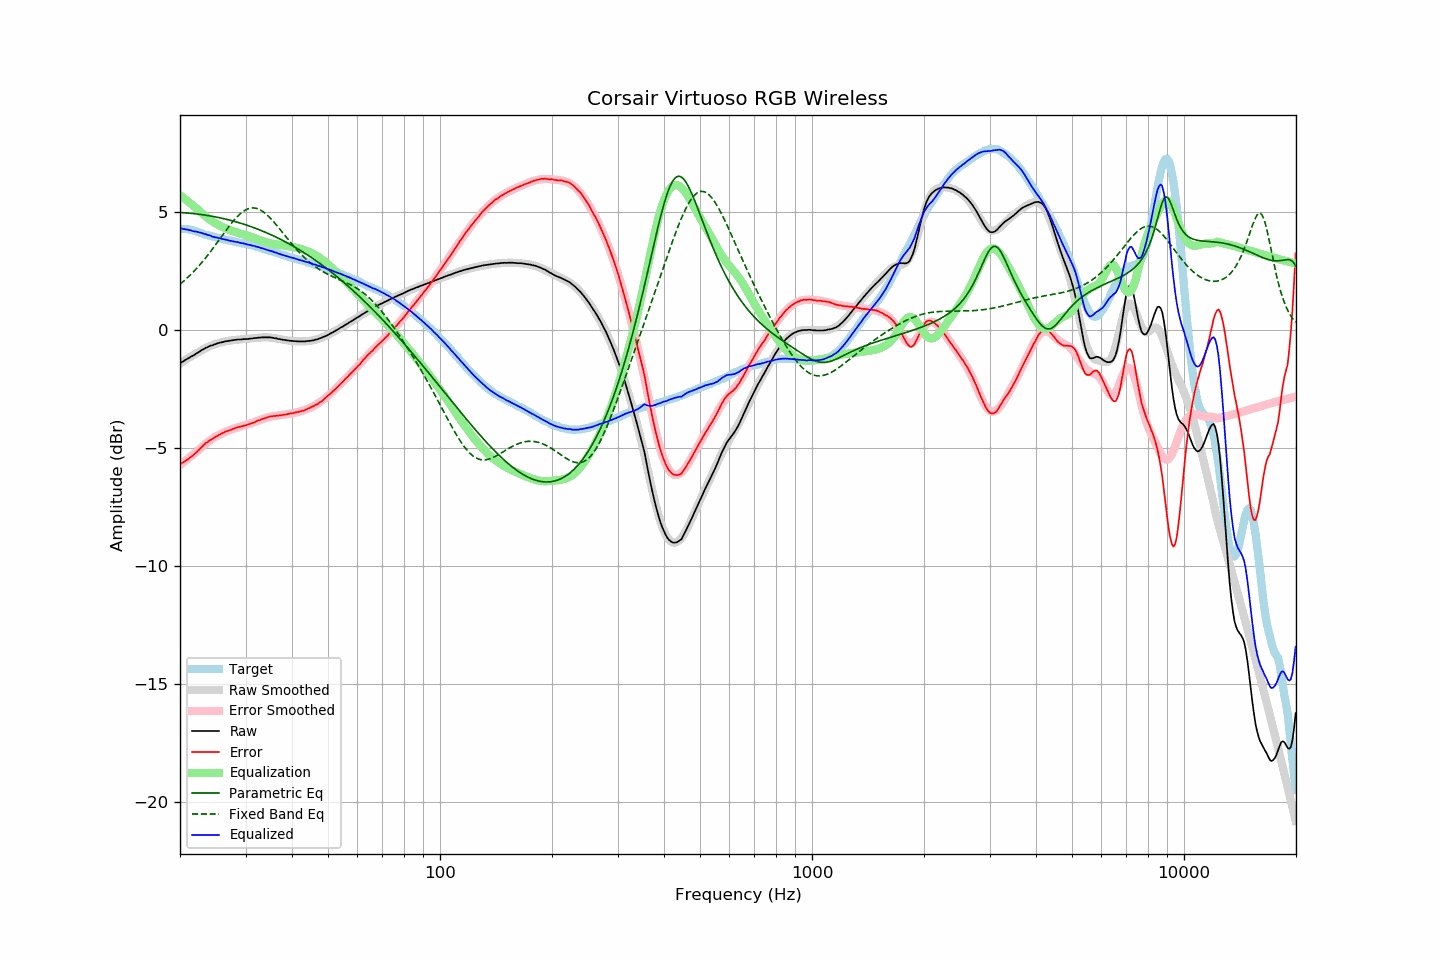 Corsair Virtuoso RGB Wireless
Amplitude (dBr)
5
0
−5
−10
−15
−20
Target
Raw Smoothed
Error Smoothed
Raw
Error
Equalization
Parametric Eq
Fixed Band Eq
Equalized
100
1000
10000
Frequency (Hz)